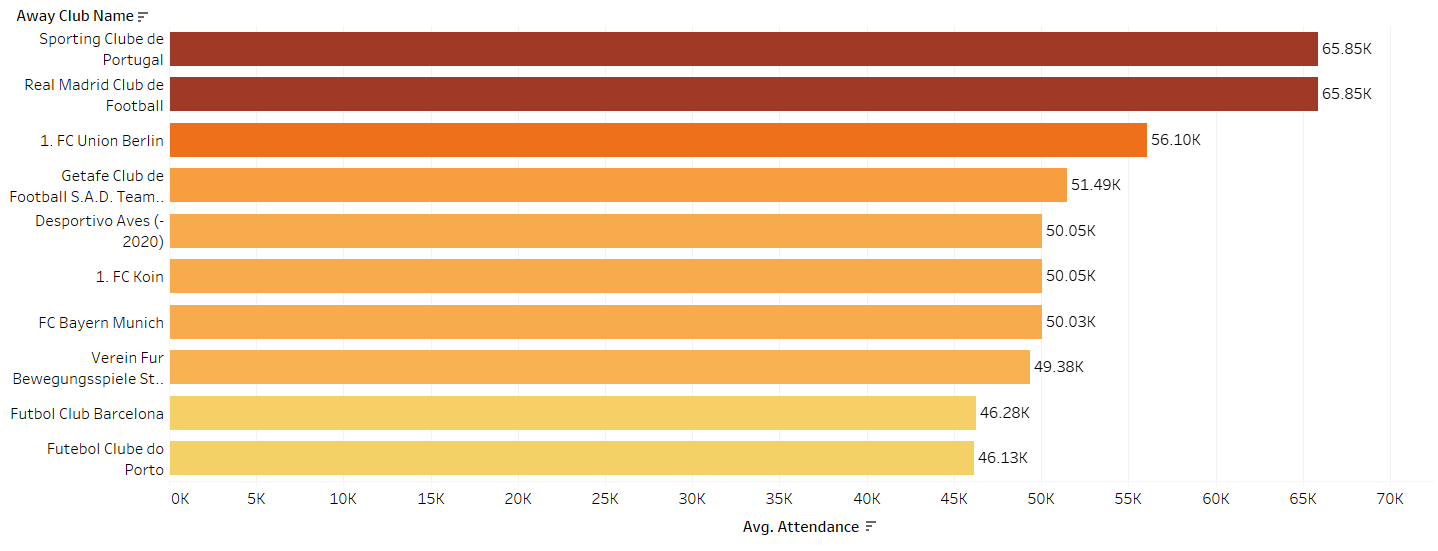 Away Club Name
Sporting Clube de
Portugal
65.85K
Real Madrid Club de
Football
65.85K
1. FC Union Berlin
56.10K
Getafe Club de
Football S.A.D. Team..
51.49K
Desportivo Aves (-
2020)
50.05K
1. FC Koin
50.05K
FC Bayern Munich
50.03K
Verein Fur
Bewegungsspiele St..
49.38K
Futbol Club Barcelona
46.28K
Futebol Clube do
Porto
46.13K
0K 5K 10K 15K 20K 25K 30K 35K 40K 45K 50K 55K 60K 65K 70K
Avg. Attendance